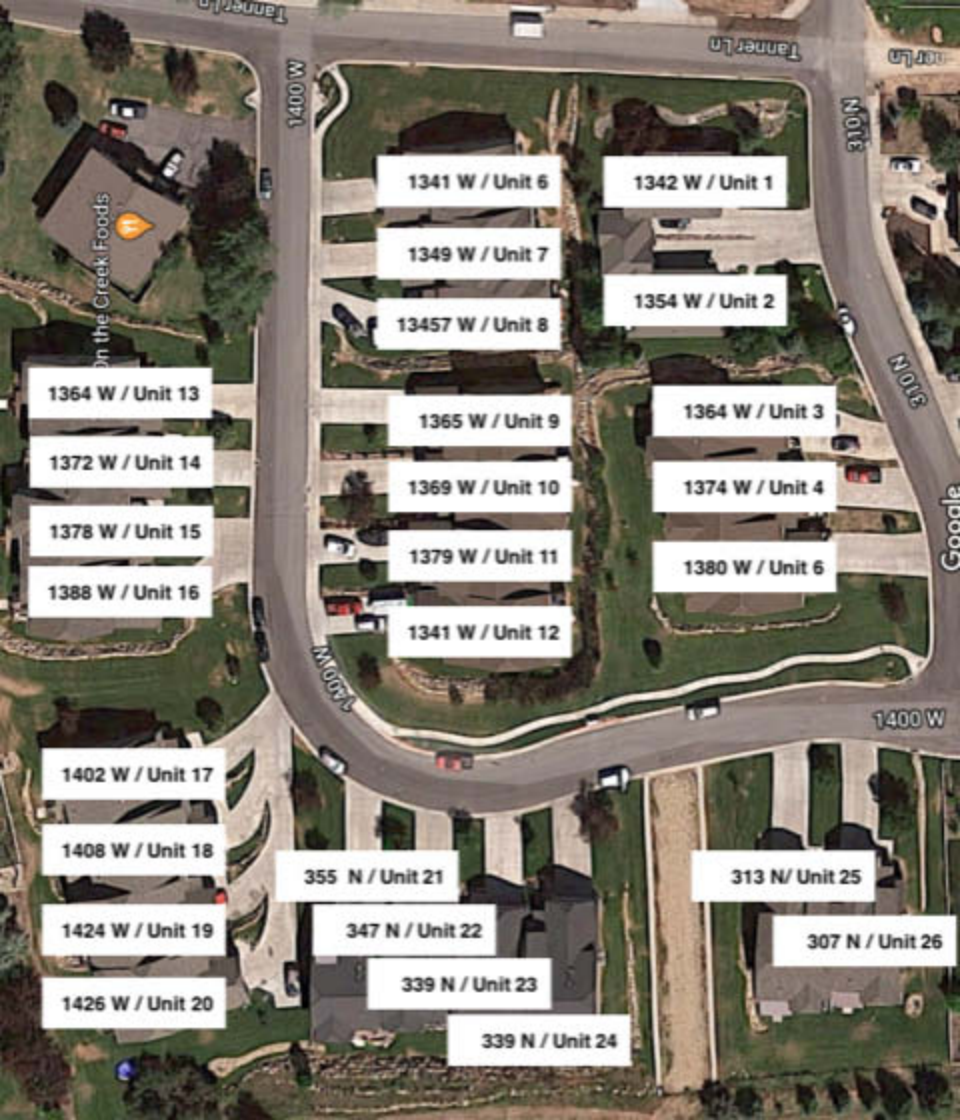 Tanner Ln
Tanner Ln
ner Ln
1400 W
310 N
1341 W / Unit 6
1342 W / Unit 1
1349 W / Unit 7
1354 W / Unit 2
13457 W / Unit 8
On the Creek Foods
310 N
1364 W / Unit 13
1365 W / Unit 9
1364 W / Unit 3
1372 W / Unit 14
1369 W / Unit 10
1374 W / Unit 4
1378 W / Unit 15
1379 W / Unit 11
1380 W / Unit 6
Google
1388 W / Unit 16
1341 W / Unit 12
1400 W
1400 W
1402 W / Unit 17
1408 W / Unit 18
355 N / Unit 21
313 N/ Unit 25
1424 W / Unit 19
347 N / Unit 22
307 N / Unit 26
1426 W / Unit 20
339 N / Unit 23
339 N / Unit 24